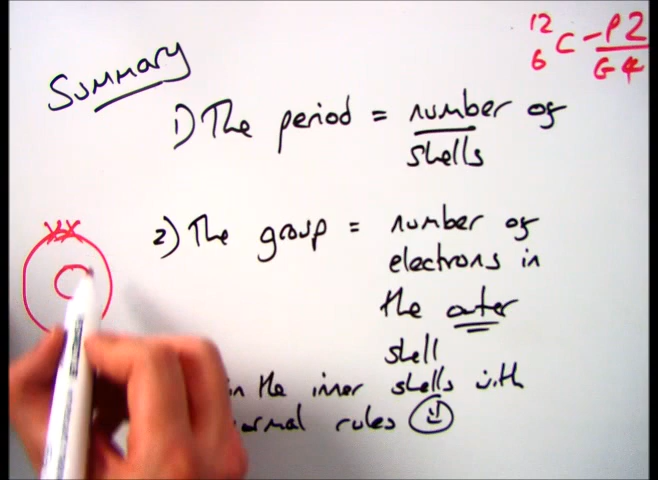 12
6 C - P2
G4
Summary
1) The period = number of
shells
2) The group = number of
electrons in
the outer
shell
in the inner shells with
rules